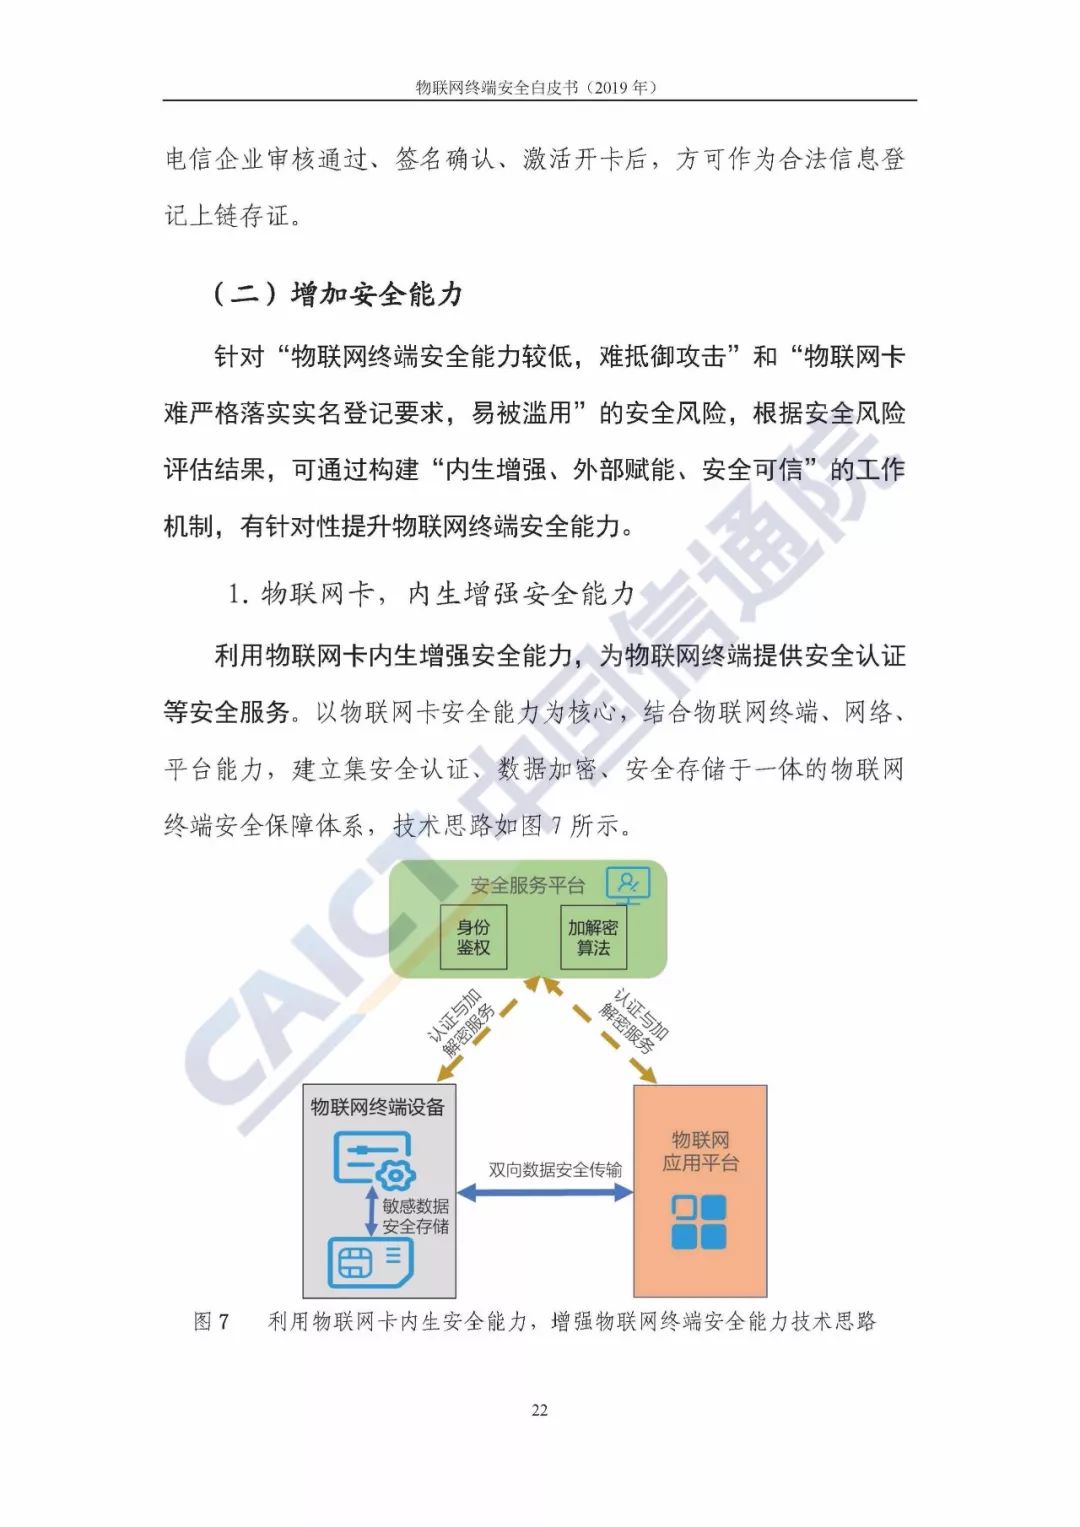 物联网终端安全白皮书（2019 年）
电信企业审核通过、签名确认、激活开卡后，方可作为合法信息登
记上链存证。
（二）增加安全能力
针对“物联网终端安全能力较低，难抵御攻击”和“物联网卡
难严格落实实名登记要求，易被滥用”的安全风险，根据安全风险
评估结果，可通过构建“内生增强、外部赋能、安全可信”的工作
机制，有针对性提升物联网终端安全能力。
1. 物联网卡，内生增强安全能力
利用物联网卡内生增强安全能力，为物联网终端提供安全认证
等安全服务。以物联网卡安全能力为核心，结合物联网终端、网络、
平台能力，建立集安全认证、数据加密、安全存储于一体的物联网
终端安全保障体系，技术思路如图 7 所示。
CAICT 中国信通院
安全服务平台
身份
鉴权
加解密
算法
认证与加
解密服务
认证与加
解密服务
物联网终端设备
敏感数据
安全存储
双向数据安全传输
物联网
应用平台
图 7 利用物联网卡内生安全能力，增强物联网终端安全能力技术思路
22